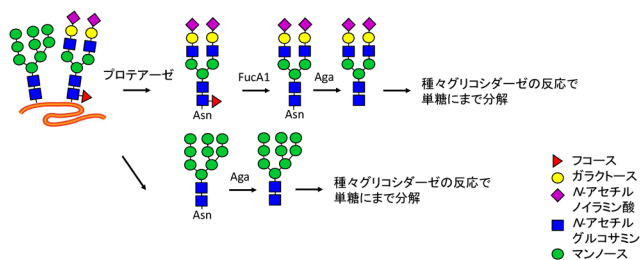 プロテアーゼ
FucA1
Aga
種々グリコシダーゼの反応で
単糖にまで分解
Asn
Asn
Aga
種々グリコシダーゼの反応で
単糖にまで分解
Asn
フコース
ガラクトース
N-アセチル
ノイラミン酸
N-アセチル
グルコサミン
マンノース